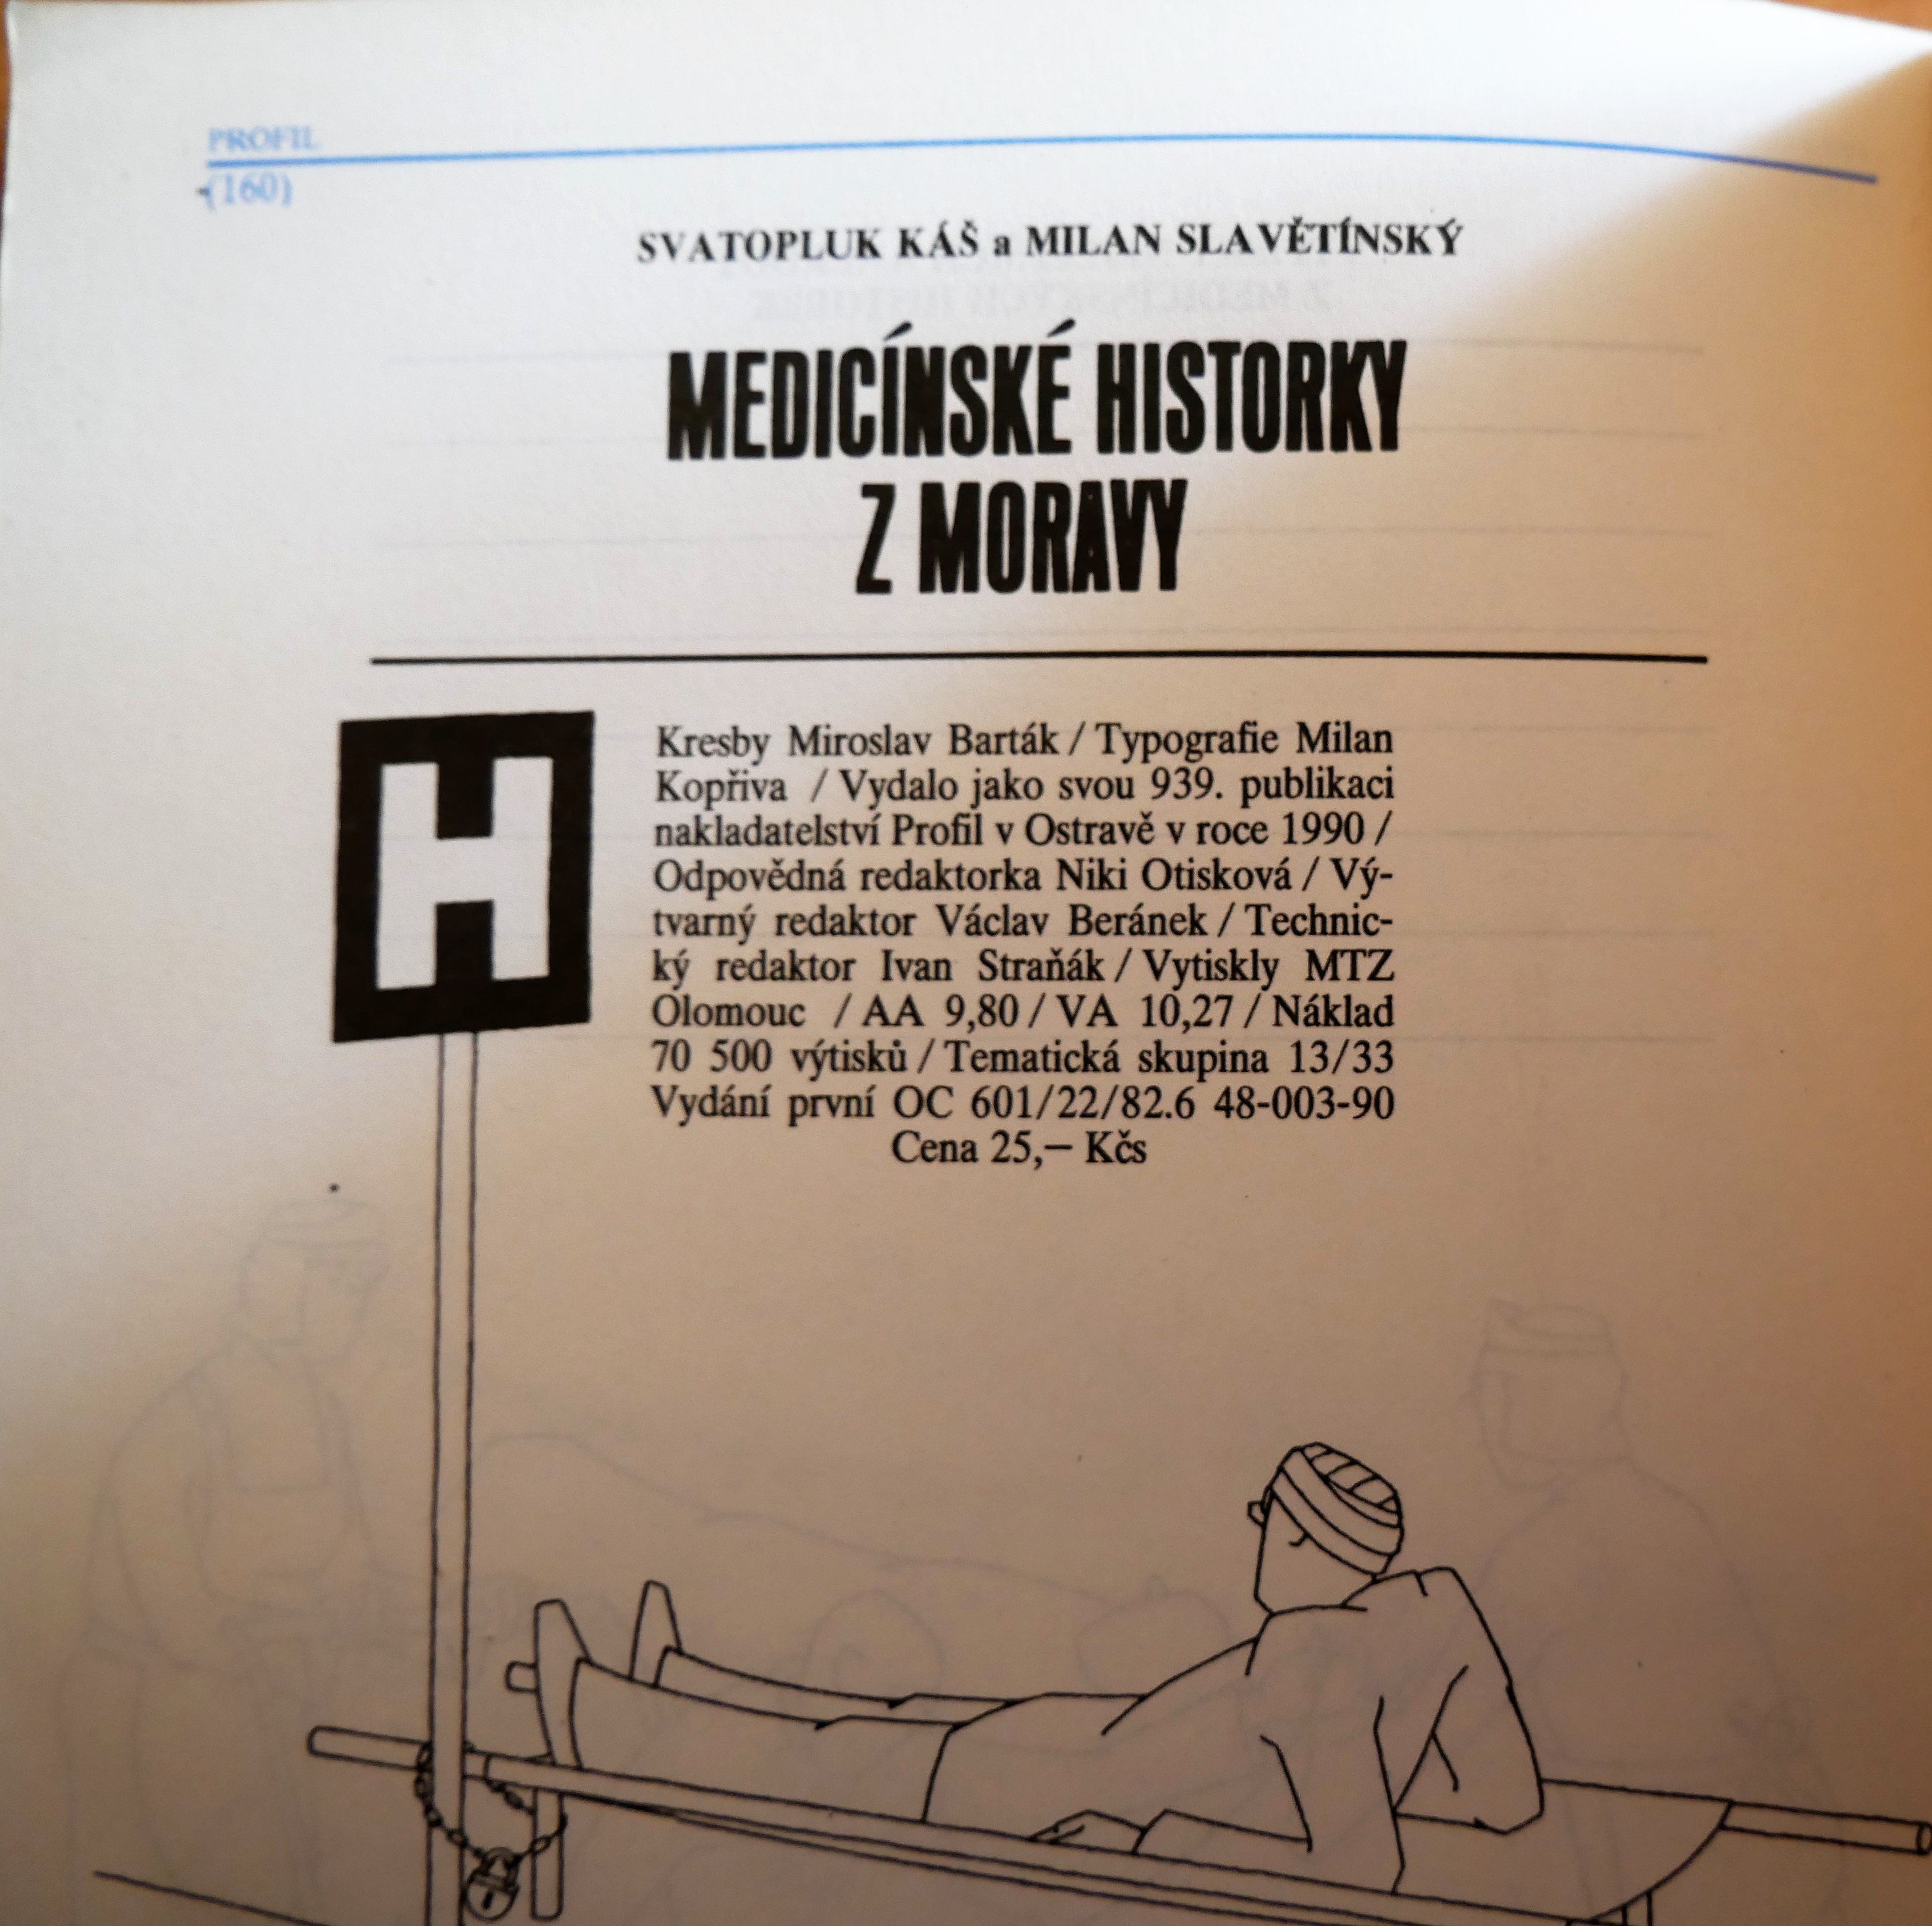 PROFIL
(160)
SVATOPLUK KÁŠ a MILAN SLAVĚTÍNSKÝ
Z MEDICÍNSKÝCH HISTOREK
MEDICÍNSKÉ HISTORKY
Z MORAVY
H
Kresby Miroslav Barták / Typografie Milan
Kopřiva / Vydalo jako svou 939. publikaci
nakladatelství Profil v Ostravě v roce 1990 /
Odpovědná redaktorka Niki Otisková / Vý-
tvarný redaktor Václav Beránek / Technic-
ký redaktor Ivan Straňák / Vytiskly MTZ
Olomouc / AA 9,80 / VA 10,27 / Náklad
70 500 výtisků / Tematická skupina 13/33
Vydání první OC 601/22/82.6 48-003-90
Cena 25,— Kčs